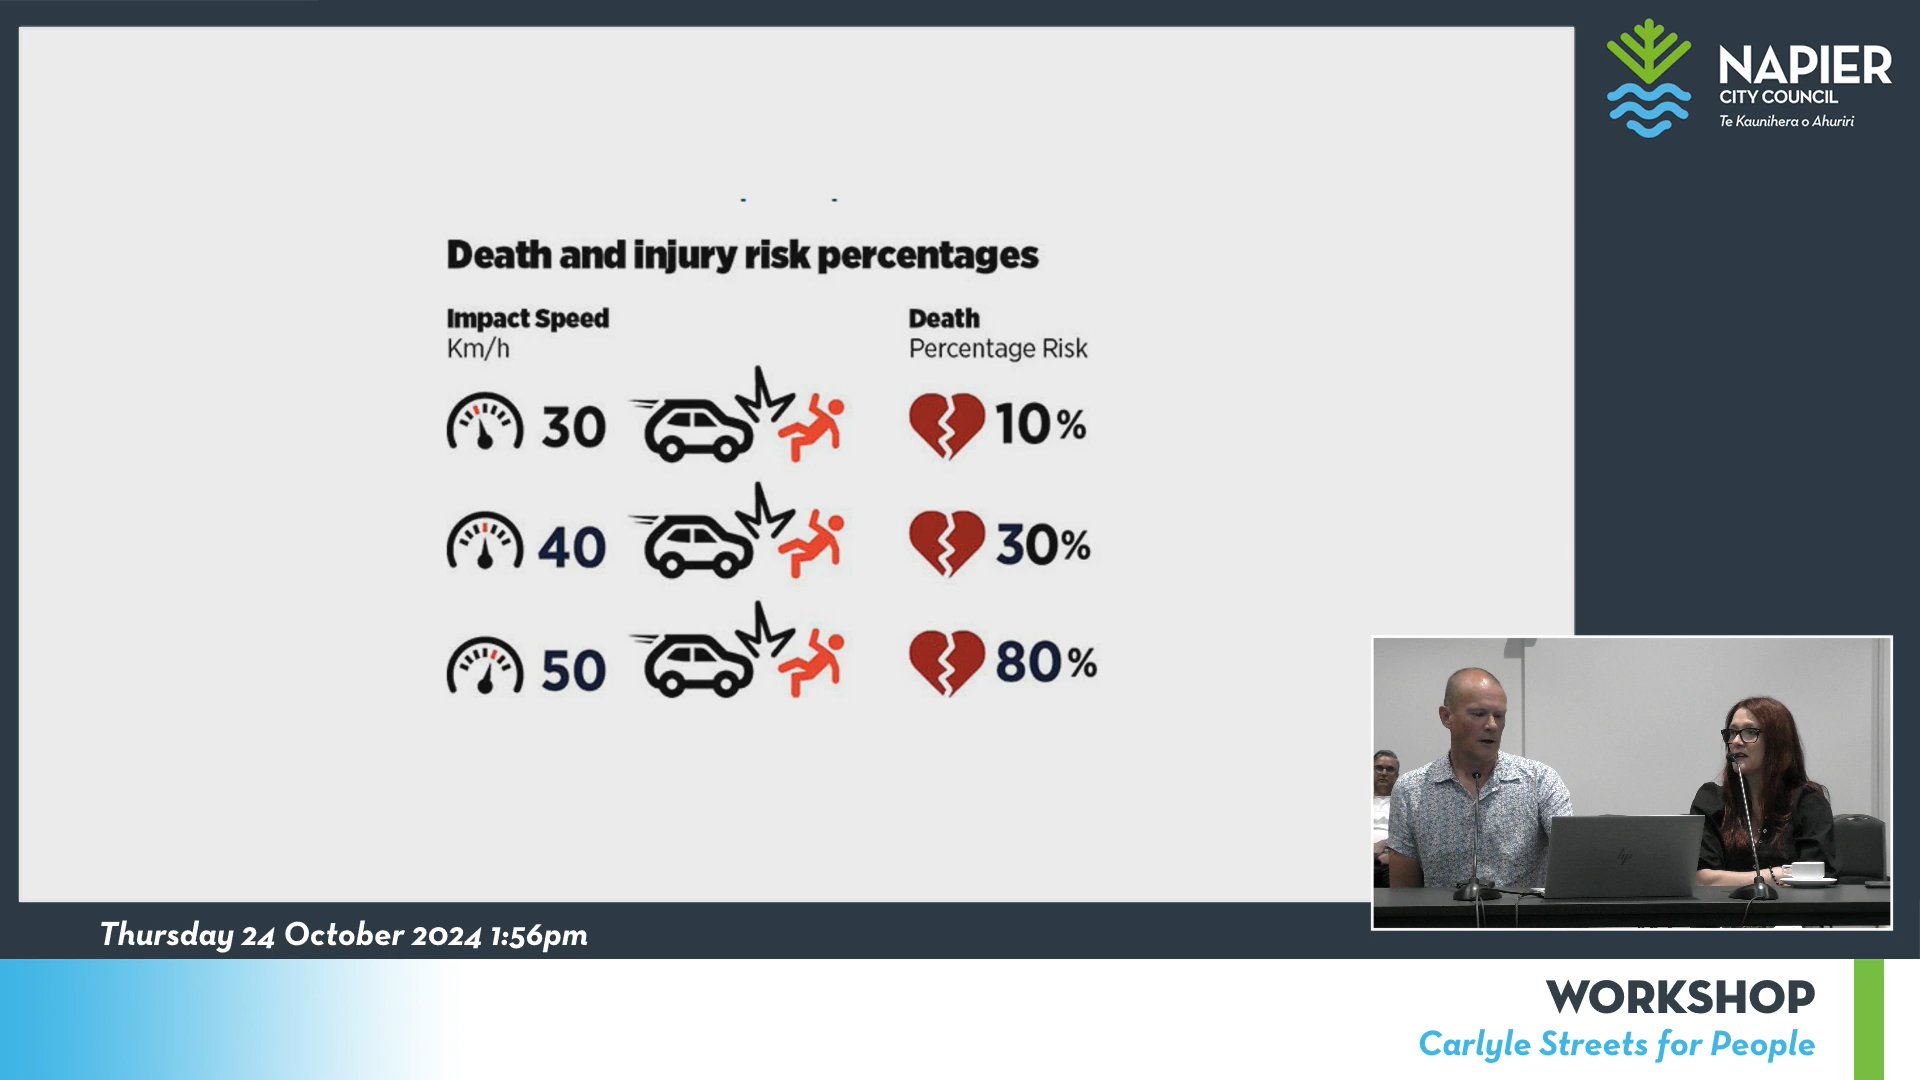 NAPIER
CITY COUNCIL
Te Kaunihera o Ahuriri
Death and injury risk percentages
Impact Speed
Km/h
Death
Percentage Risk
30
10%
40
30%
50
80%
hp
Thursday 24 October 2024 1:56pm
WORKSHOP
Carlyle Streets for People